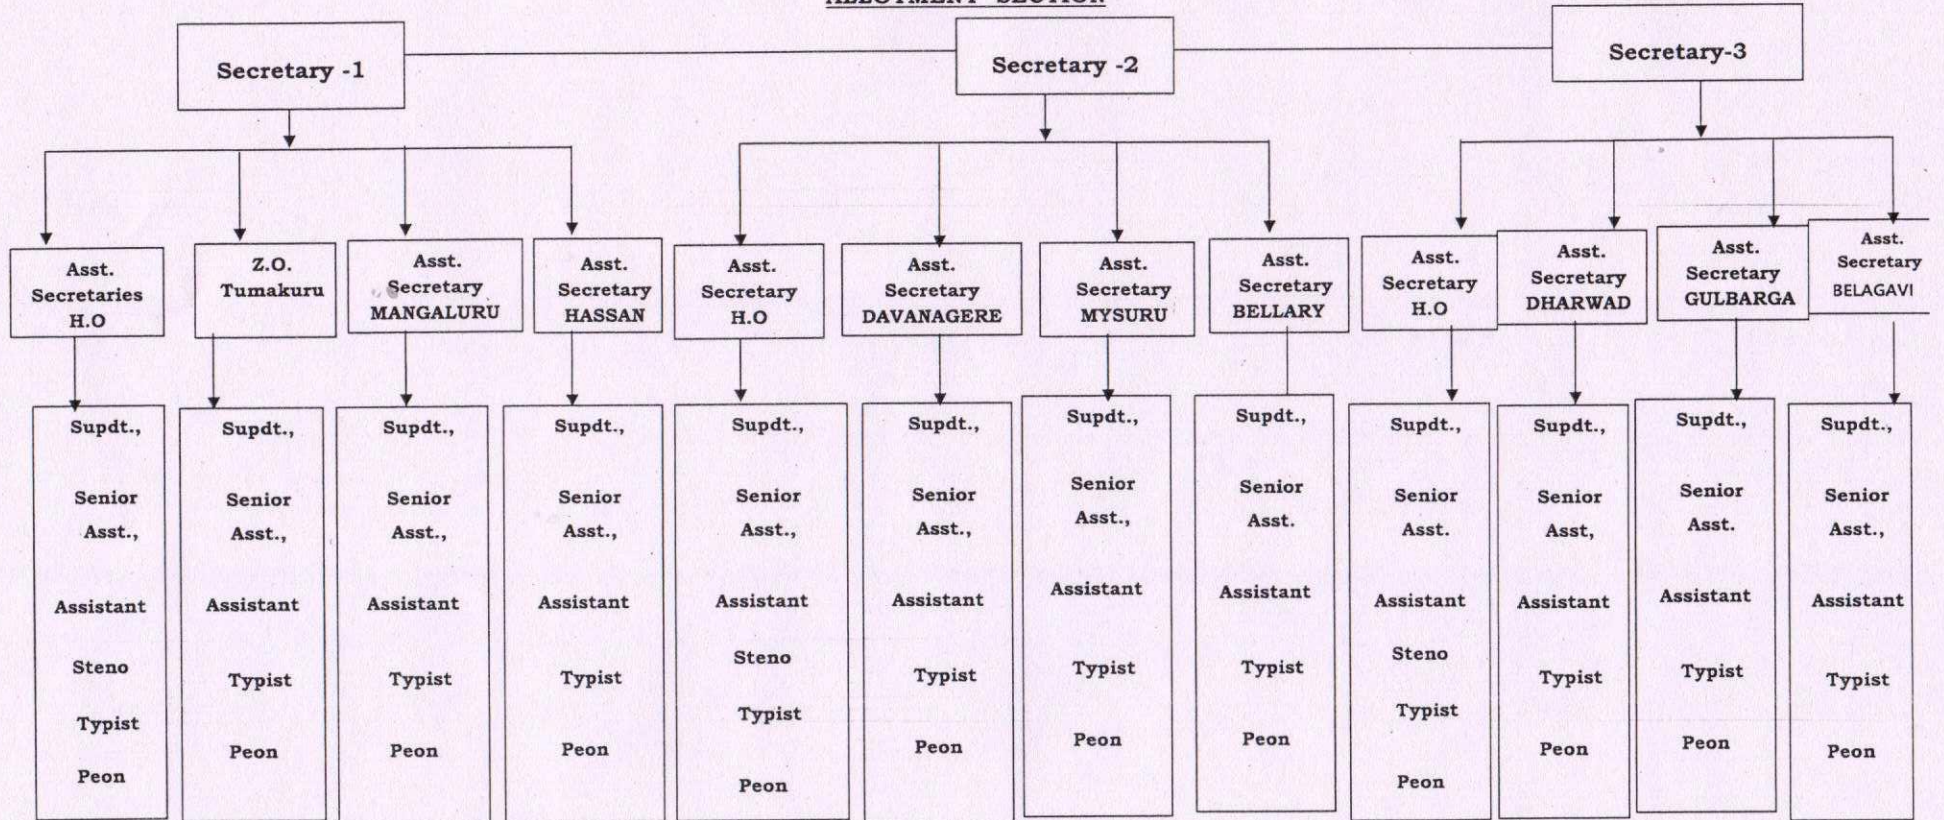 ALLOTMENT SECTION
Secretary -1
Secretary -2
Secretary-3
Asst.
Secretaries
H.O
Z.O.
Tumakuru
Asst.
Secretary
MANGALURU
Asst.
Secretary
HASSAN
Asst.
Secretary
H.O
Asst.
Secretary
DAVANAGERE
Asst.
Secretary
MYSURU
Asst.
Secretary
BELLARY
Asst.
Secretary
H.O
Asst.
Secretary
DHARWAD
Asst.
Secretary
GULBARGA
Asst.
Secretary
BELAGAVI
Supdt.,
Senior
Asst.,
Assistant
Steno
Typist
Peon
Supdt.,
Senior
Asst.,
Assistant
Typist
Peon
Supdt.,
Senior
Asst.,
Assistant
Typist
Peon
Supdt.,
Senior
Asst.,
Assistant
Typist
Peon
Supdt.,
Senior
Asst.,
Assistant
Steno
Typist
Peon
Supdt.,
Senior
Asst.,
Assistant
Typist
Peon
Supdt.,
Senior
Asst.,
Assistant
Typist
Peon
Supdt.,
Senior
Asst.
Assistant
Typist
Peon
Supdt.,
Senior
Asst.
Assistant
Steno
Typist
Peon
Supdt.,
Senior
Asst,
Assistant
Typist
Peon
Supdt.,
Senior
Asst.
Assistant
Typist
Peon
Supdt.,
Senior
Asst.,
Assistant
Typist
Peon